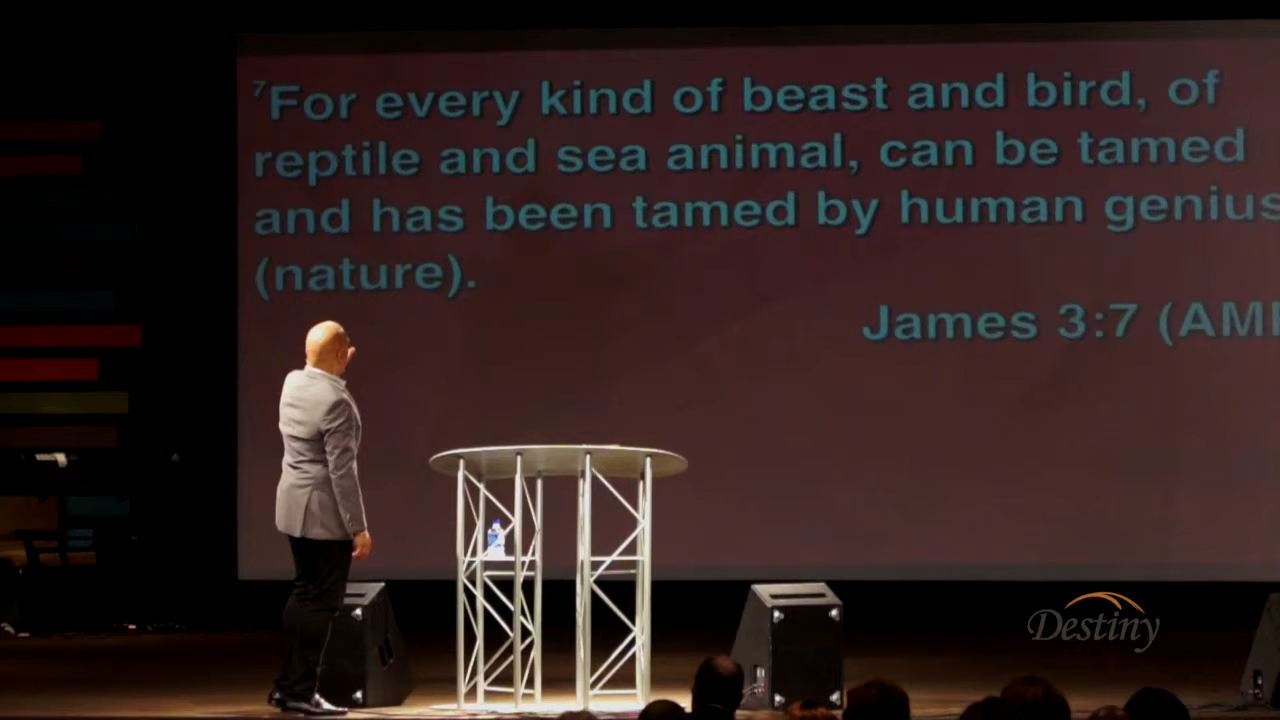 ⁷For every kind of beast and bird, of
reptile and sea animal, can be tamed
and has been tamed by human genius
(nature).
James 3:7 (AM
Destiny